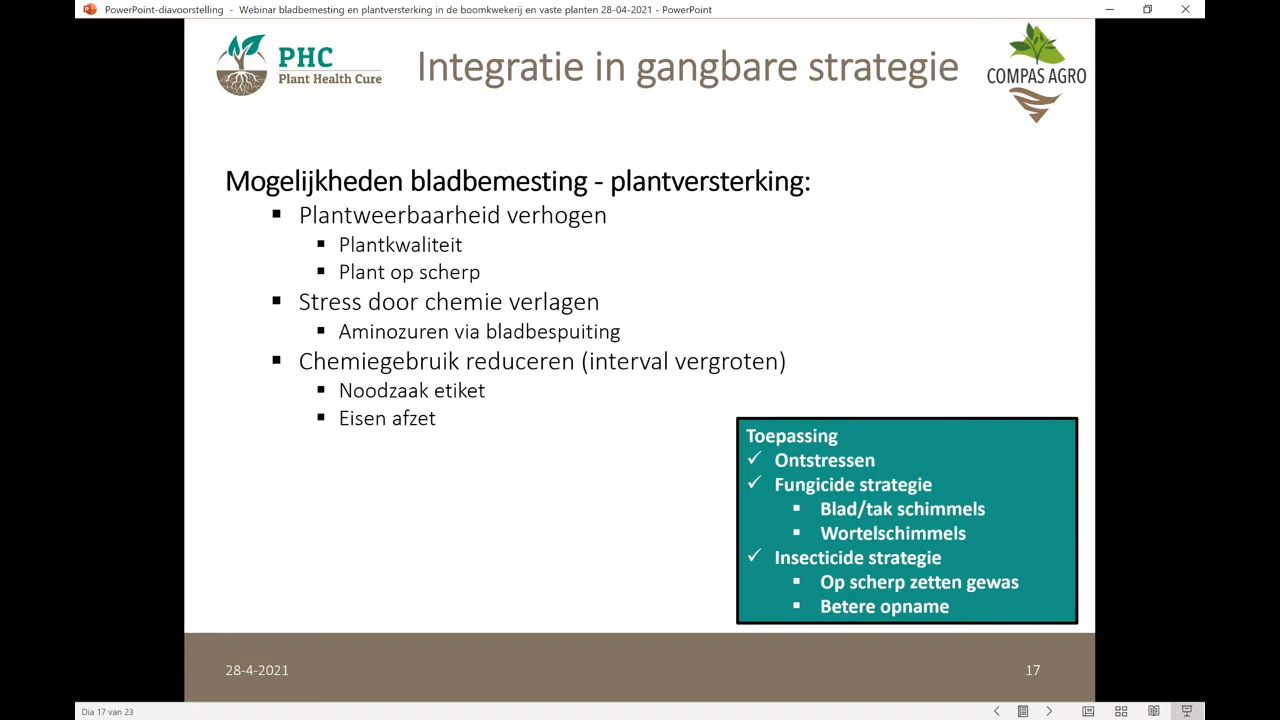 PowerPoint-diavoorstelling - Webinar bladbemesting en plantversterking in de boomkwekerij en vaste planten 28-04-2021 - PowerPoint
PHC
Plant Health Cure
Integratie in gangbare strategie
COMPAS AGRO
Mogelijkheden bladbemesting - plantversterking:
Plantweerbaarheid verhogen
Plantkwaliteit
Plant op scherp
Stress door chemie verlagen
Aminozuren via bladbespuiting
Chemiegebruik reduceren (interval vergroten)
Noodzaak etiket
Eisen afzet
Toepassing
✓ Ontstressen
✓ Fungicide strategie
Blad/tak schimmels
Wortelschimmels
✓ Insecticide strategie
Op scherp zetten gewas
Betere opname
28-4-2021
17
Dia 17 van 23